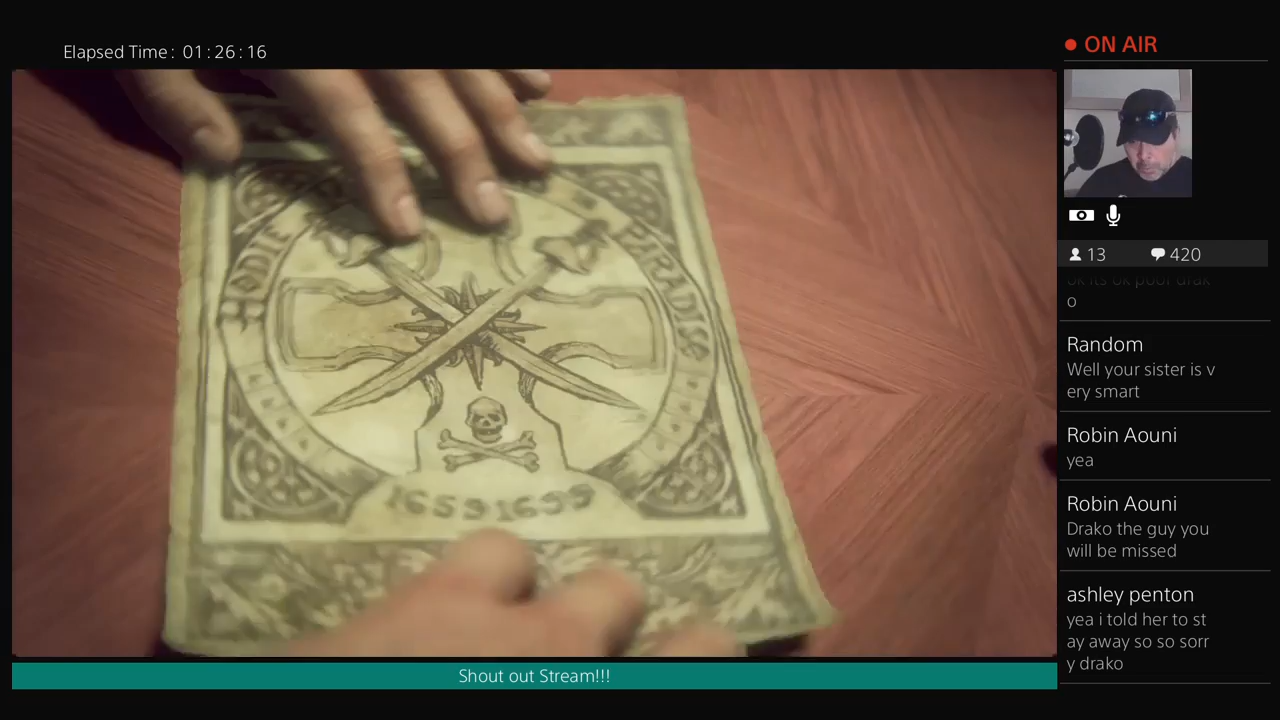 Elapsed Time: 01:26:16
ON AIR
13 420
o
Random
Well your sister is v
ery smart
Robin Aouni
yea
Robin Aouni
Drako the guy you
will be missed
ashley penton
yea i told her to st
ay away so so sorr
y drako
HODIE
PARADISE
16591699
Shout out Stream!!!